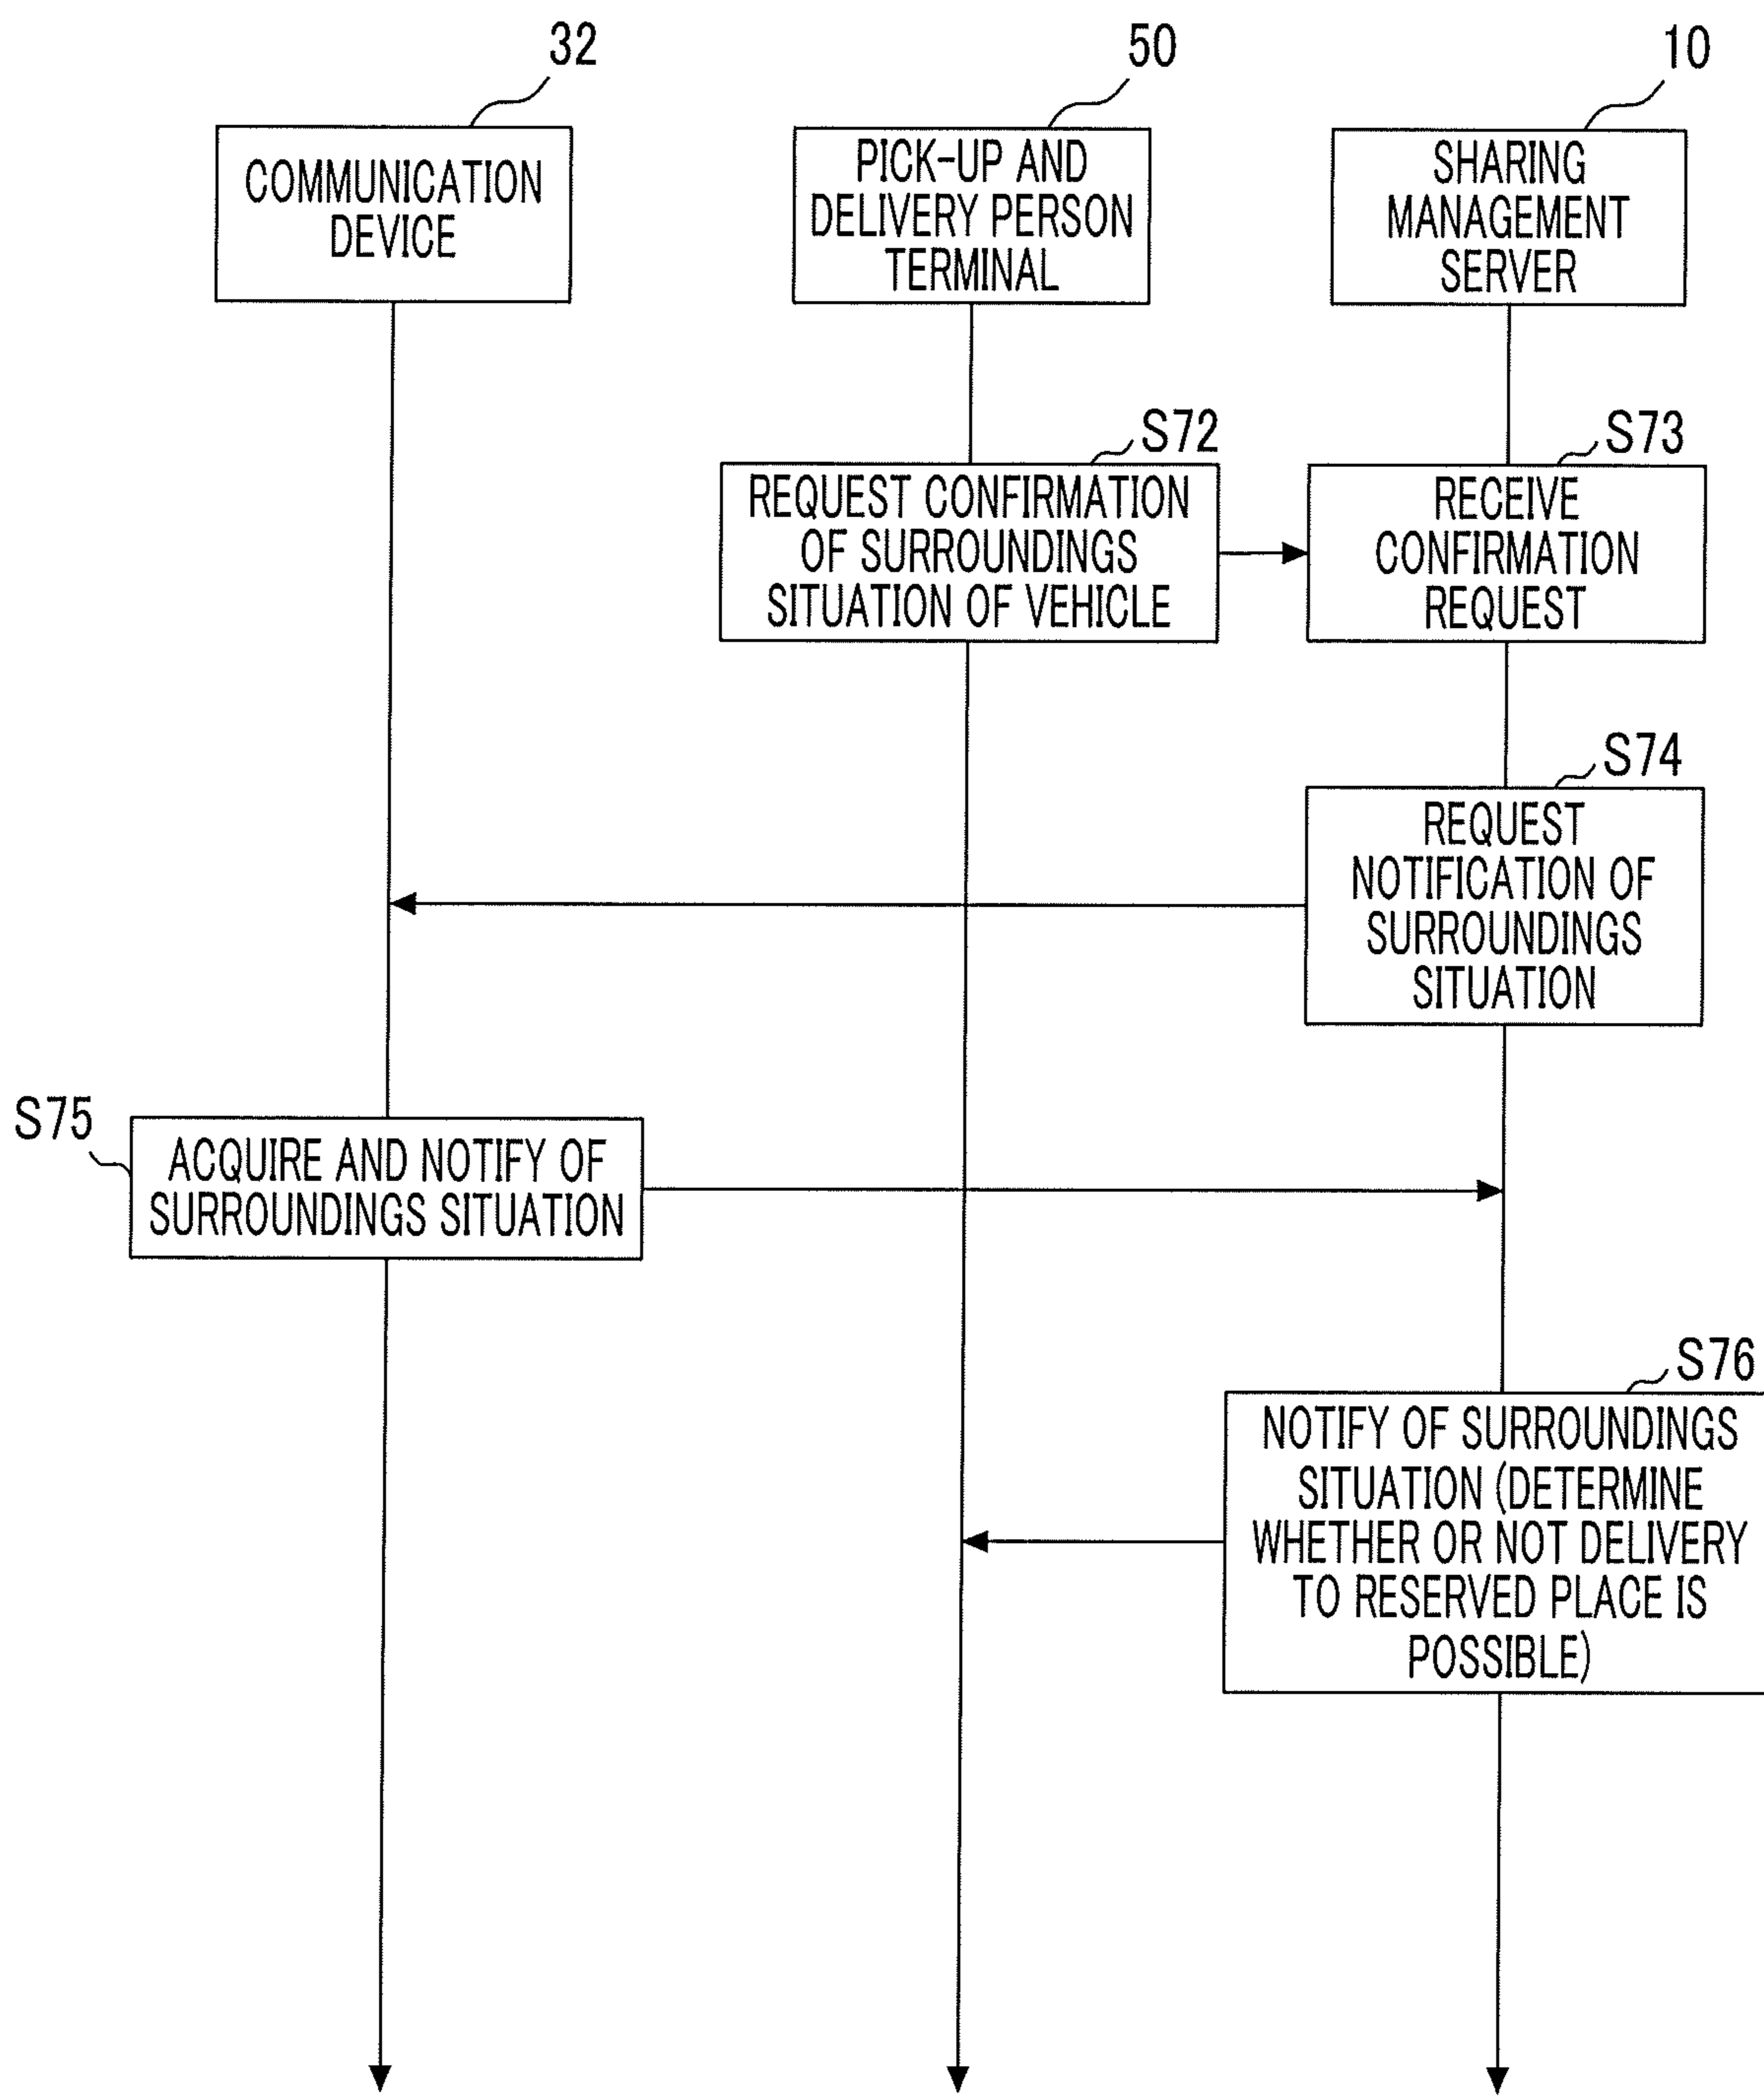 32
50
10
COMMUNICATION
DEVICE
PICK-UP AND
DELIVERY PERSON
TERMINAL
SHARING
MANAGEMENT
SERVER
S72
REQUEST CONFIRMATION
OF SURROUNDINGS
SITUATION OF VEHICLE
S73
RECEIVE
CONFIRMATION
REQUEST
S74
REQUEST
NOTIFICATION OF
SURROUNDINGS
SITUATION
S75
ACQUIRE AND NOTIFY OF
SURROUNDINGS SITUATION
S76
NOTIFY OF SURROUNDINGS
SITUATION (DETERMINE
WHETHER OR NOT DELIVERY
TO RESERVED PLACE IS
POSSIBLE)